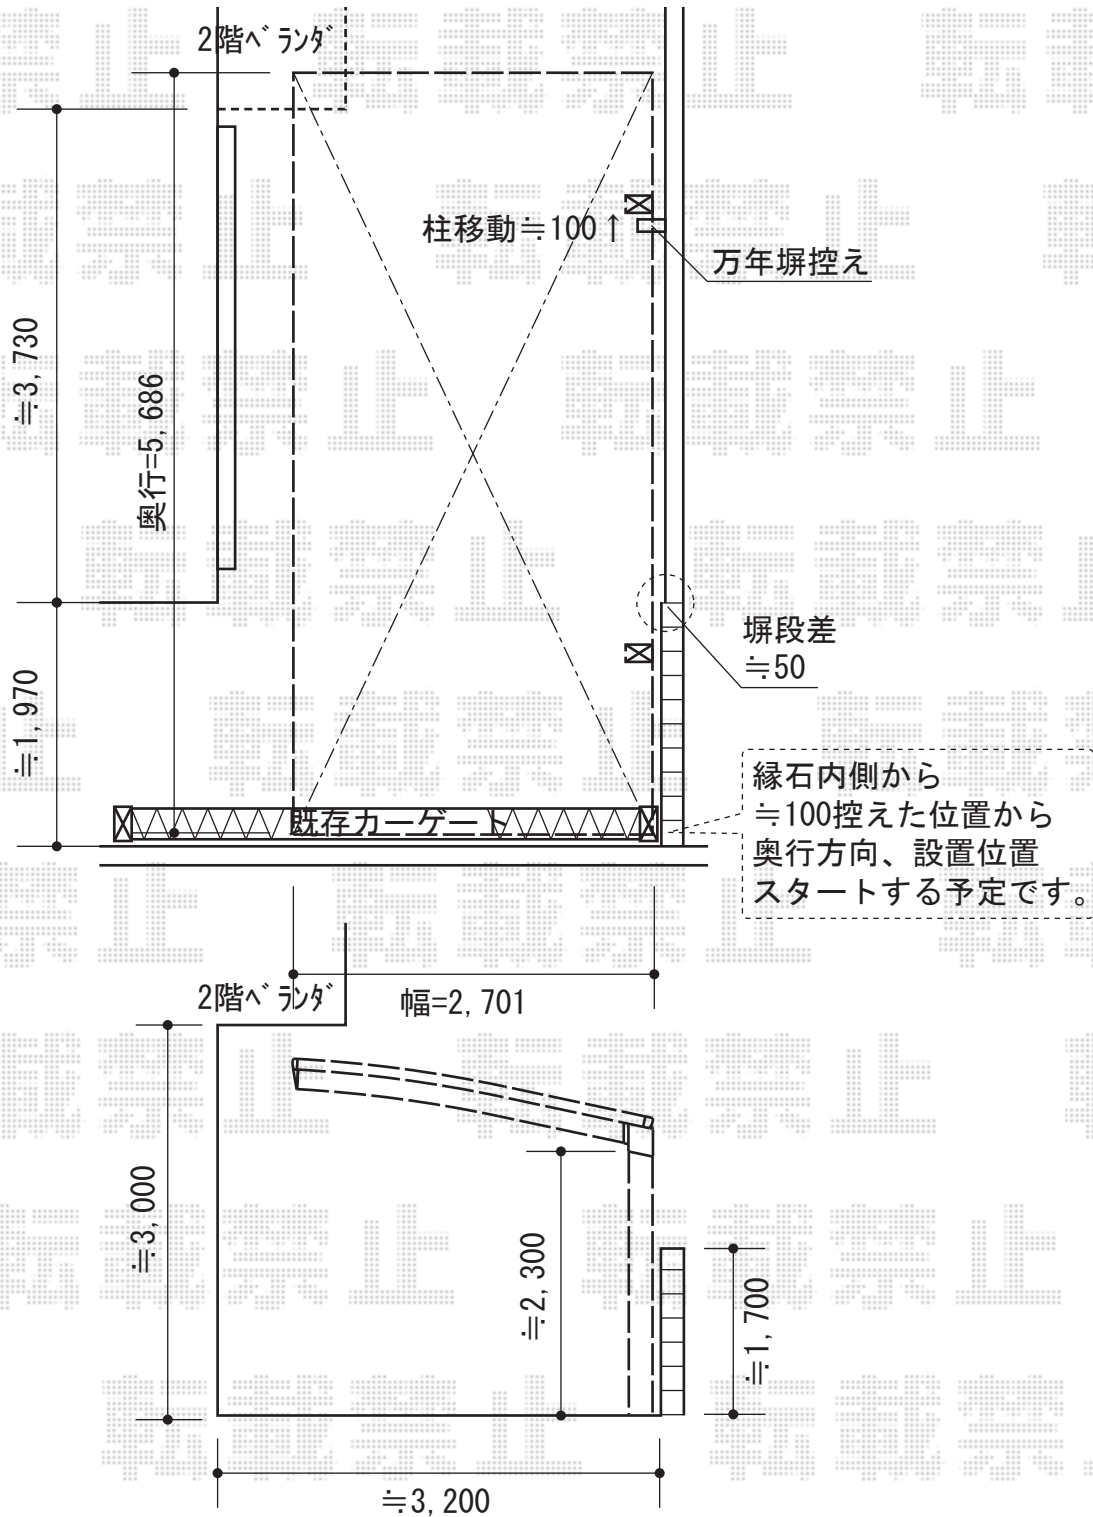 2階ベランダ
柱移動≒100↑
万年塀控え
≒3,730
奥行=5,686
塀段差
≒50
≒1,970
縁石内側から
≒100控えた位置から
奥行方向、設置位置
スタートする予定です。
既存カーゲート
2階ベランダ
幅=2,701
≒3,000
≒2,300
≒1,700
≒3,200
転載禁止